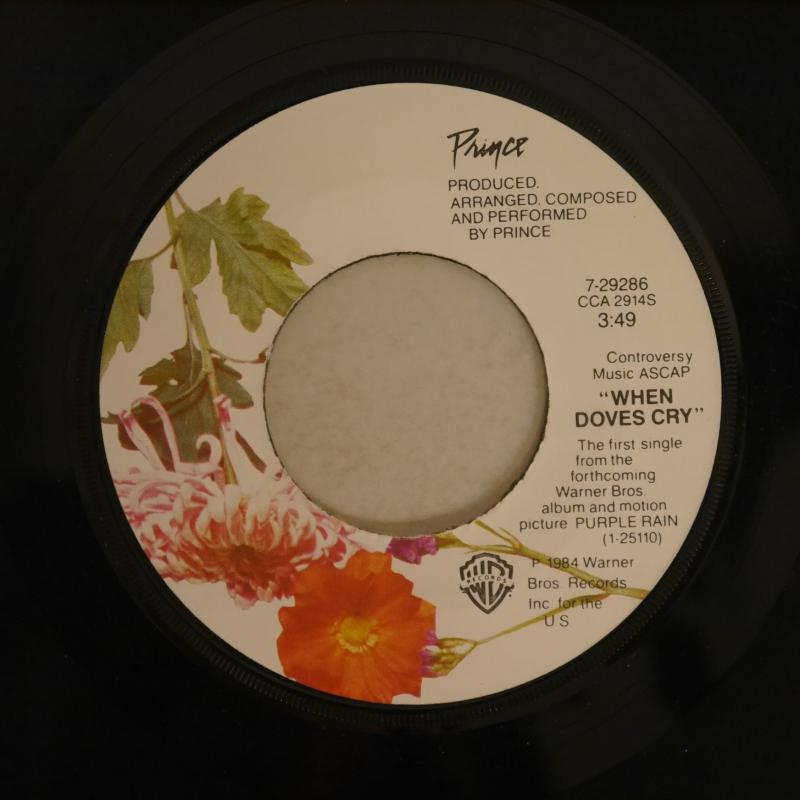 Prince
PRODUCED,
ARRANGED, COMPOSED
AND PERFORMED
BY PRINCE
7-29286
CCA 2914S
3:49
Controversy
Music ASCAP
"WHEN
DOVES CRY"
The first single
from the
forthcoming
Warner Bros.
album and motion
picture PURPLE RAIN
(1-25110)
P 1984 Warner
Bros. Records
Inc. for the
U.S.
WB
RECORDS